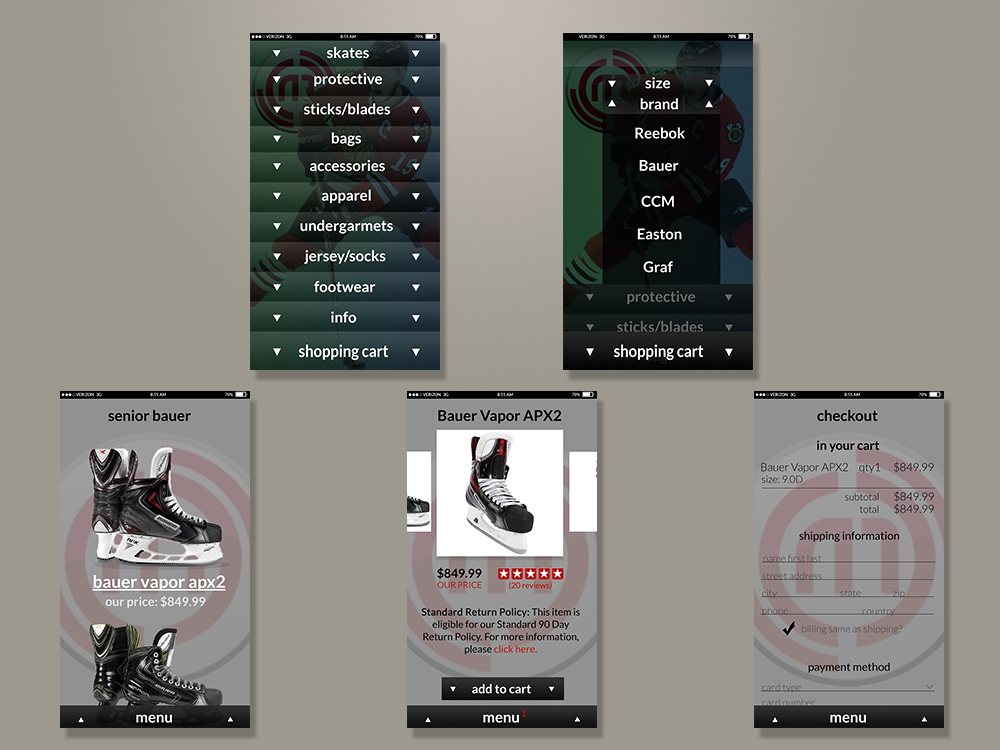 VERIZON 3G 8:55 AM 70%
skates
protective
sticks/blades
bags
accessories
apparel
undergarmets
jersey/socks
footwear
info
shopping cart
VERIZON 3G 8:55 AM 70%
size
brand
Reebok
Bauer
CCM
Easton
Graf
protective
sticks/blades
shopping cart
VERIZON 3G 8:55 AM 70%
senior bauer
bauer vapor apx2
our price: $849.99
menu
VERIZON 3G 8:55 AM 70%
Bauer Vapor APX2
$849.99
OUR PRICE
(20 reviews)
Standard Return Policy: This item is
eligible for our Standard 90 Day
Return Policy. For more information,
please click here.
add to cart
menu 1
VERIZON 3G 8:55 AM 70%
checkout
in your cart
Bauer Vapor APX2 qty1 $849.99
size: 9.0D
subtotal $849.99
total $849.99
shipping information
name first last
street address
city state zip
phone country
billing same as shipping?
payment method
card type
card number
menu